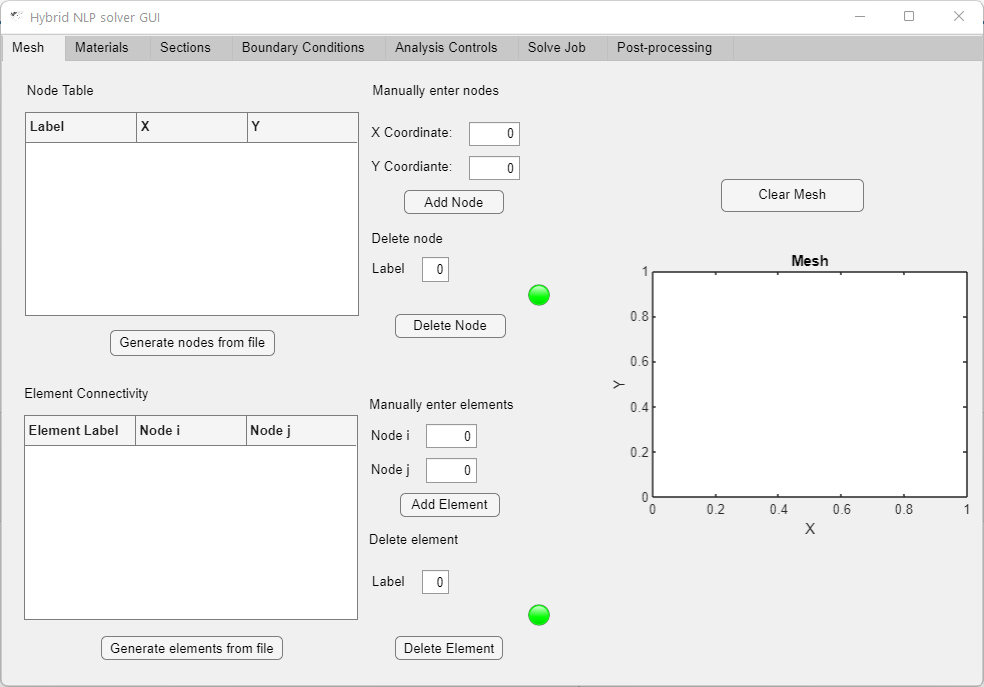 Hybrid NLP solver GUI
Mesh Materials Sections Boundary Conditions Analysis Controls Solve Job Post-processing
Node Table
Label X Y
Generate nodes from file
Manually enter nodes
X Coordinate: 0
Y Coordiante: 0
Add Node
Delete node
Label 0
Delete Node
Element Connectivity
Element Label Node i Node j
Generate elements from file
Manually enter elements
Node i 0
Node j 0
Add Element
Delete element
Label 0
Delete Element
Clear Mesh
Mesh
1
0.8
0.6
Y
0.4
0.2
0
0 0.2 0.4 0.6 0.8 1
X